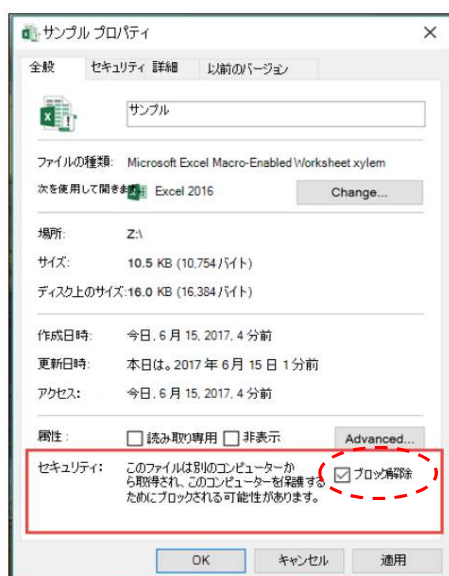 サンプル プロパティ
全般 セキュリティ 詳細 以前のバージョン
サンプル
ファイルの種類: Microsoft Excel Macro-Enabled Worksheet xylem
次を使用して開きます Excel 2016 Change...
場所: Z:\
サイズ: 10.5 KB (10,754バイト)
ディスク上のサイズ:16.0 KB (16,384バイト)
作成日時: 今日, 6 月 15, 2017, 4 分前
更新日時: 本日は。2017 年 6 月 15 日 1 分前
アクセス: 今日, 6 月 15, 2017, 4 分前
属性: 読み取り専用 非表示 Advanced...
セキュリティ: このファイルは別のコンピューターか
ら取得され、このコンピューターを保護する
ためにブロックされる可能性があります。
ブロック解除
OK キャンセル 適用